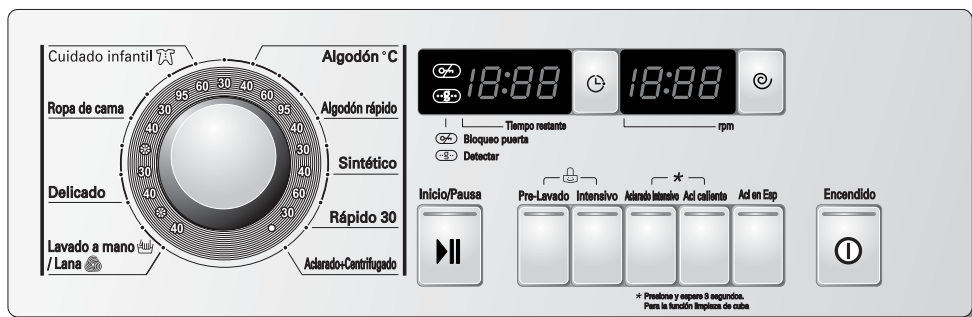 Cuidado infantil
Ropa de cama
Delicado
Lavado a mano
/ Lana
Algodón °C
Algodón rápido
Sintético
Rápido 30
Aclarado+Centrifugado
30
40
60
95
40
30
40
60
30
40
40
30
40
30
95
60
18:88
Tiempo restante
Bloqueo puerta
Detectar
18:88
rpm
Inicio/Pausa
Pre-Lavado Intensivo Aclarado Intensivo Acl caliente Acl en Esp
Encendido
* Presione y espere 3 segundos.
Para la función limpieza de cuba